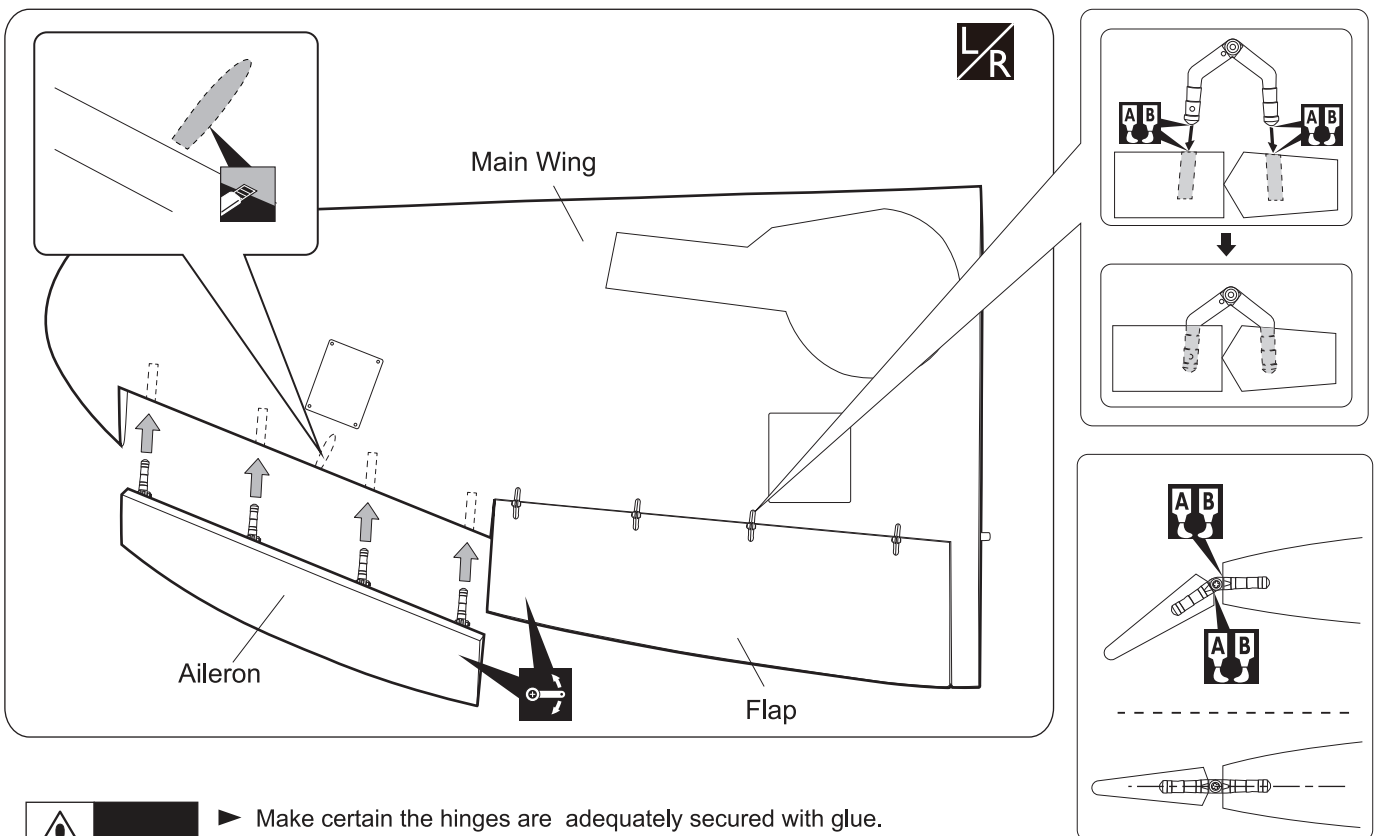 L/R
Main Wing
A B
A B
A B
A B
Aileron
Flap
► Make certain the hinges are adequately secured with glue.